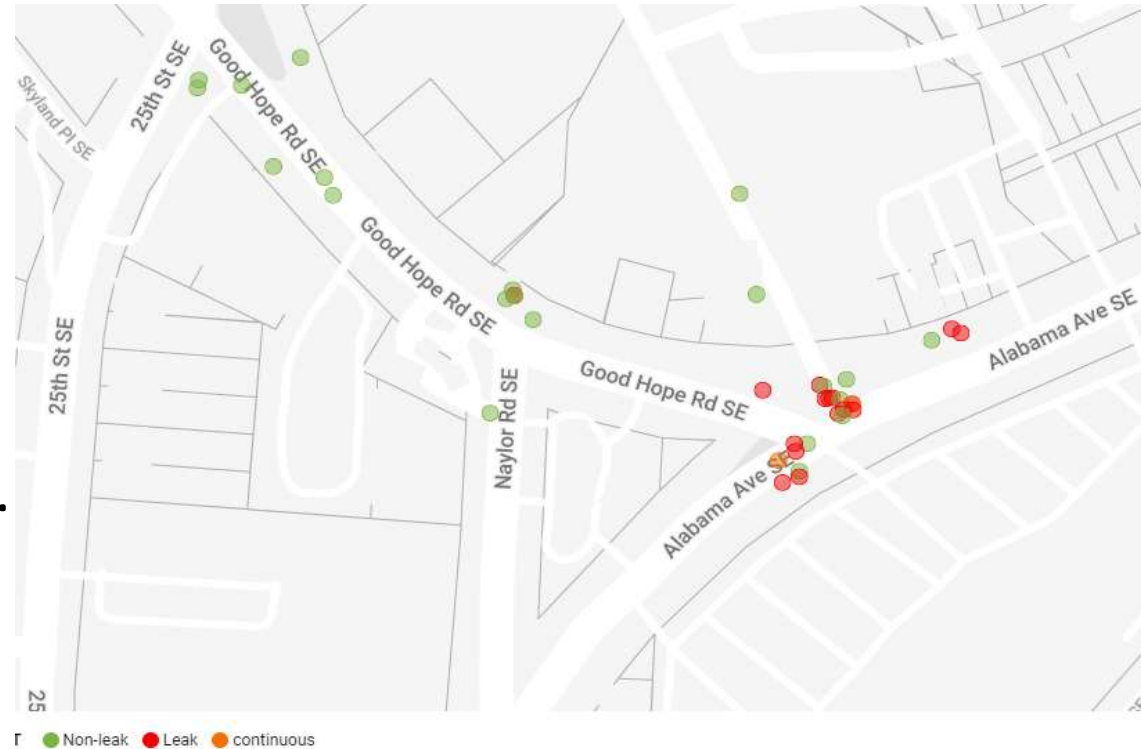 25th St SE
Good Hope Rd SE
Skyland Pl SE
Good Hope Rd SE
Alabama Ave SE
25th St SE
Good Hope Rd SE
Naylor Rd SE
Alabama Ave SE
25
Non-leak Leak continuous